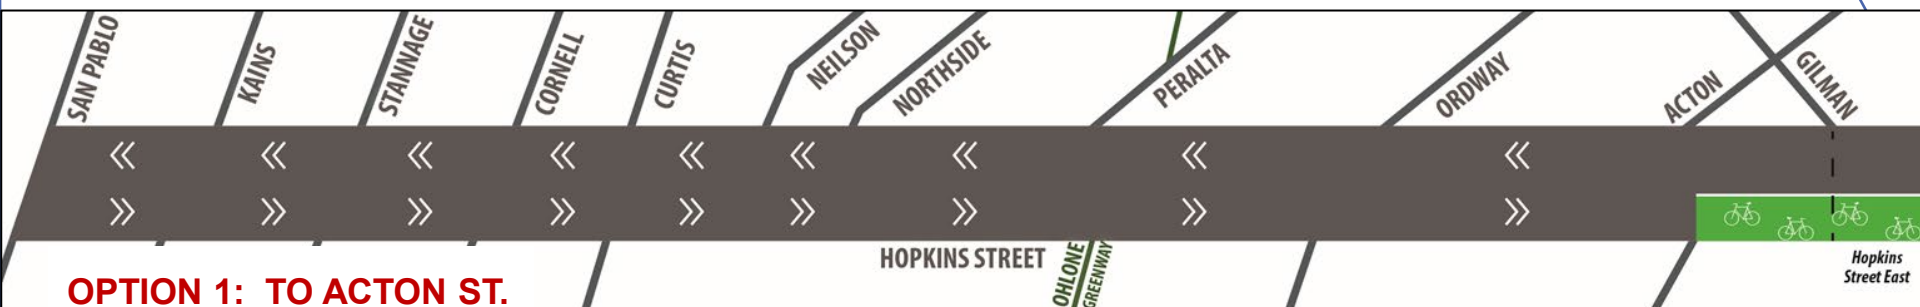 SAN PABLO
KAINS
STANNAGE
CORNELL
CURTIS
NEILSON
NORTHSIDE
PERALTA
ORDWAY
ACTON
GILMAN
HOPKINS STREET
OHLONE
GREENWAY
Hopkins
Street East
OPTION 1: TO ACTON ST.